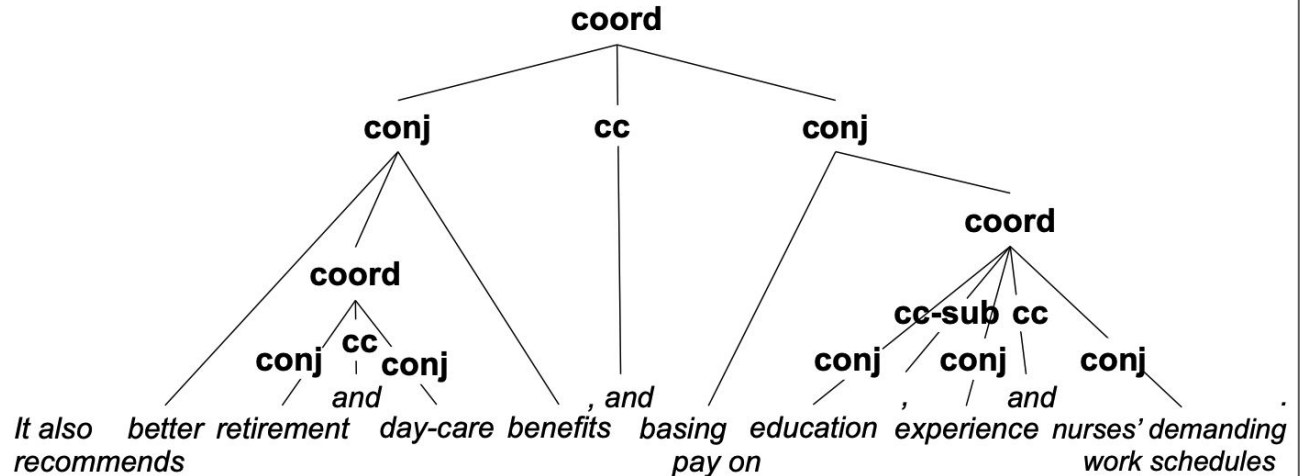 coord
conj cc conj
coord
coord
cc-sub cc
conj cc conj conj conj conj
and , and , and .
It also better retirement day-care benefits basing education experience nurses’ demanding
recommends pay on work schedules